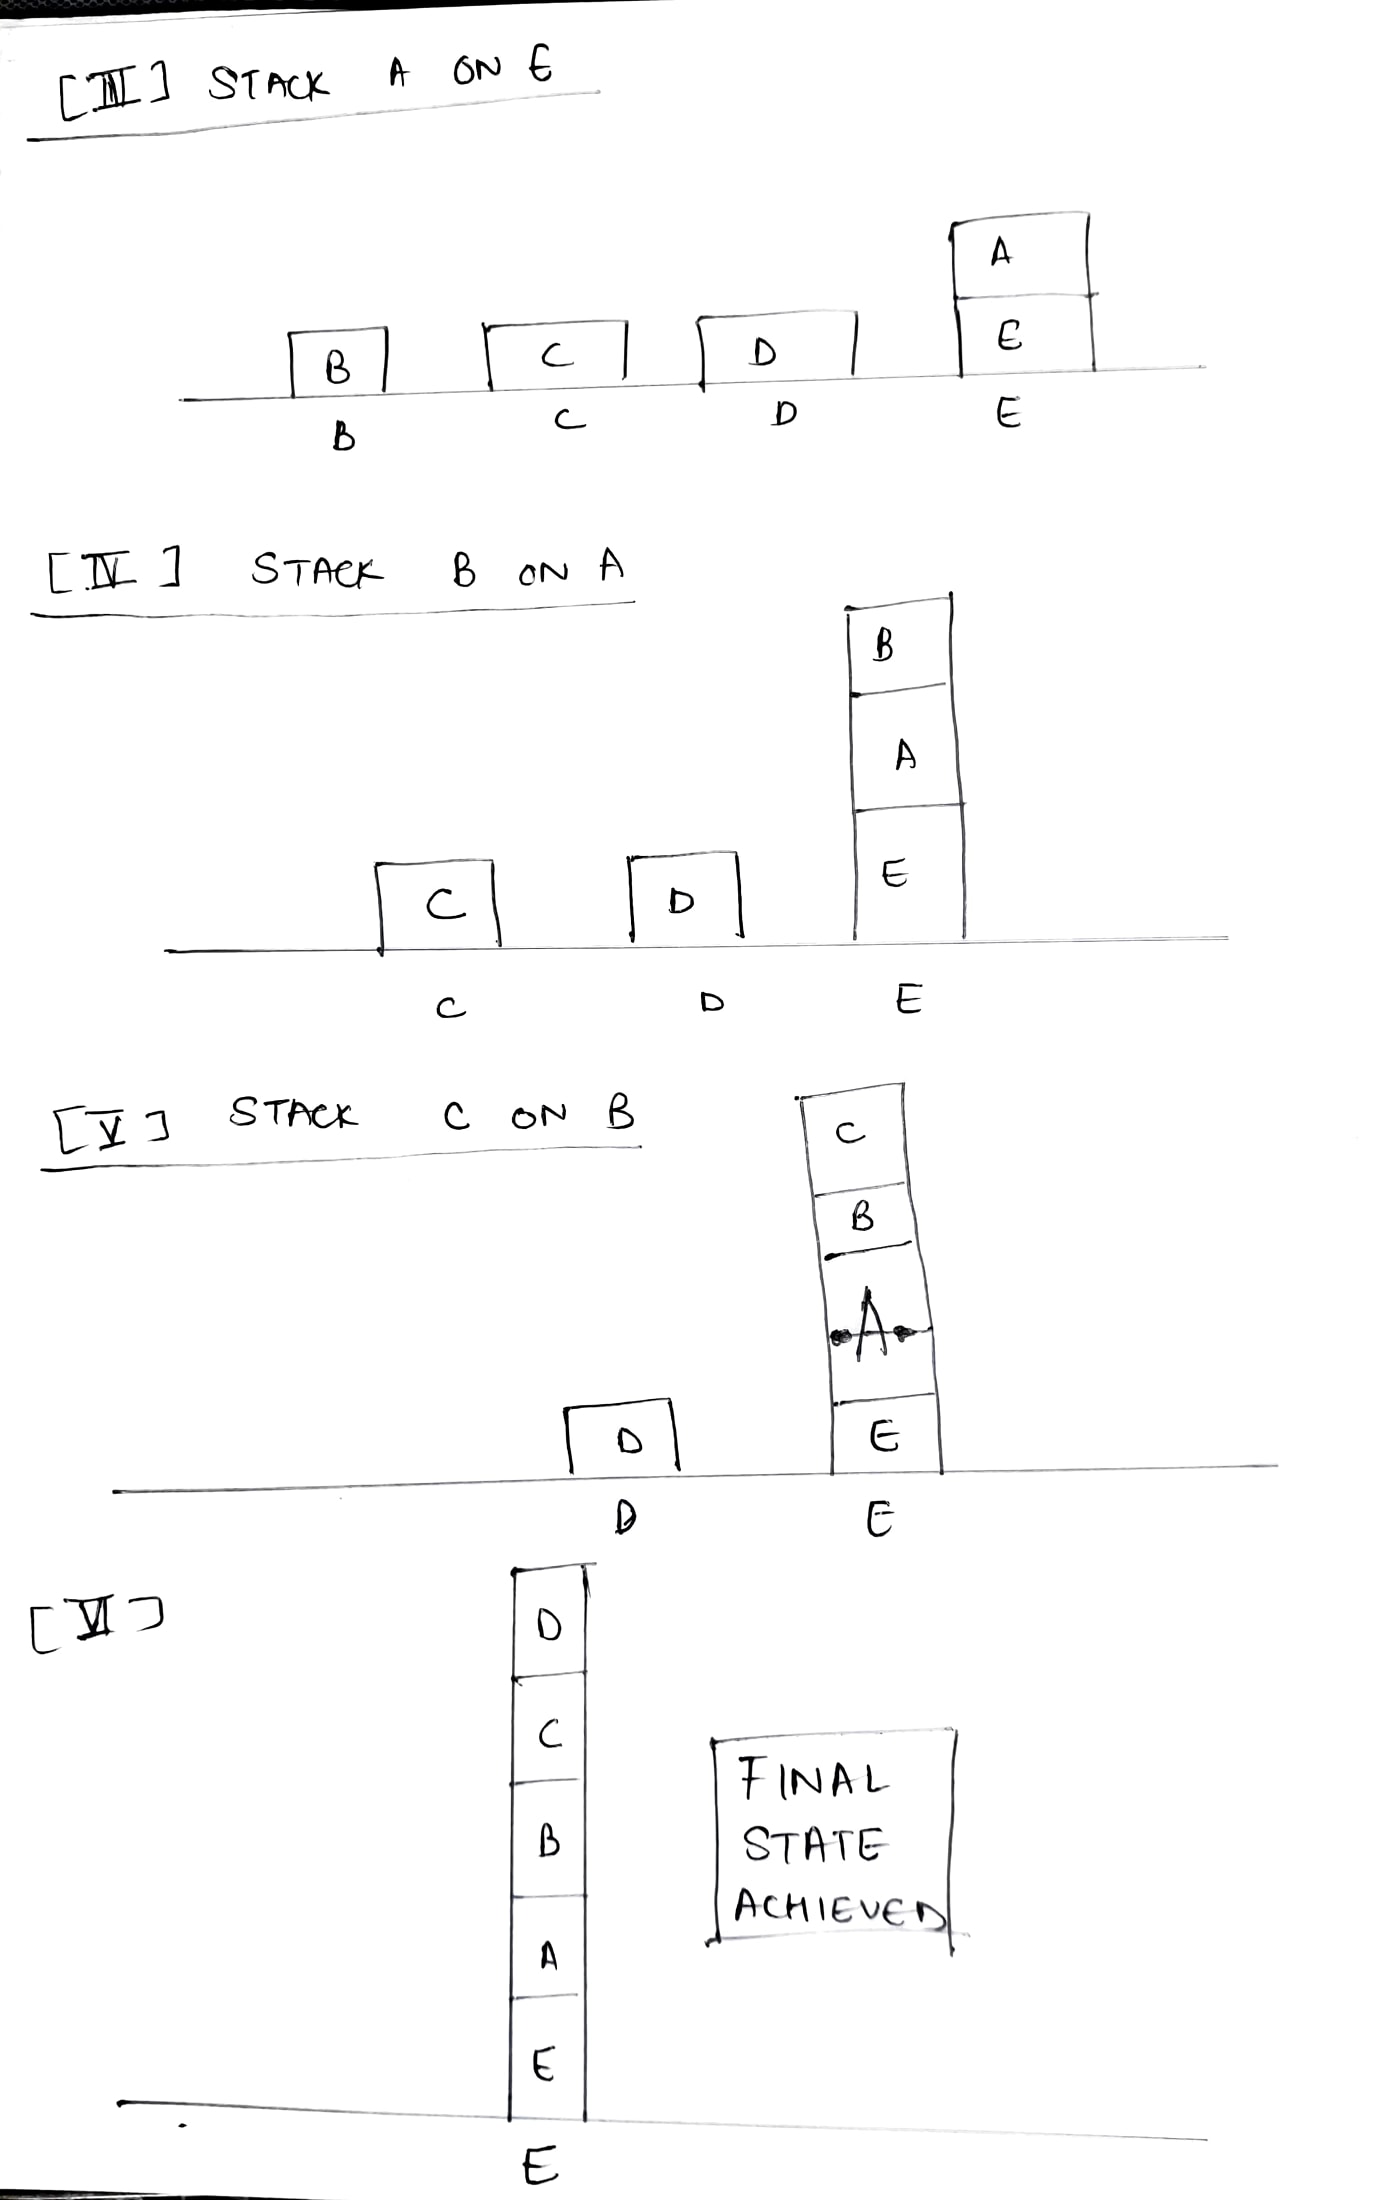 [III] STACK A ON E
A
B C D E
B C D E
[IV] STACK B ON A
B
A
C D E
C D E
[V] STACK C ON B
C
B
A
D E
D E
[VI]
D
C
B
A
E
E
FINAL
STATE
ACHIEVED